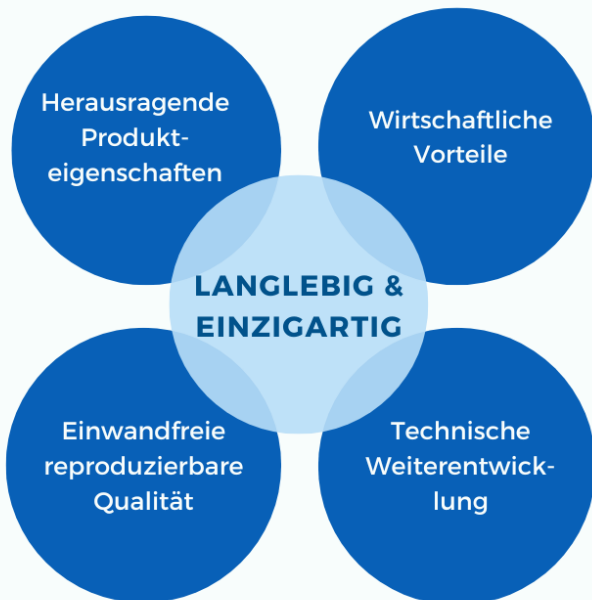 Herausragende
Produkt-
eigenschaften
Wirtschaftliche
Vorteile
LANGLEBIG &
EINZIGARTIG
Einwandfreie
reproduzierbare
Qualität
Technische
Weiterentwick-
lung